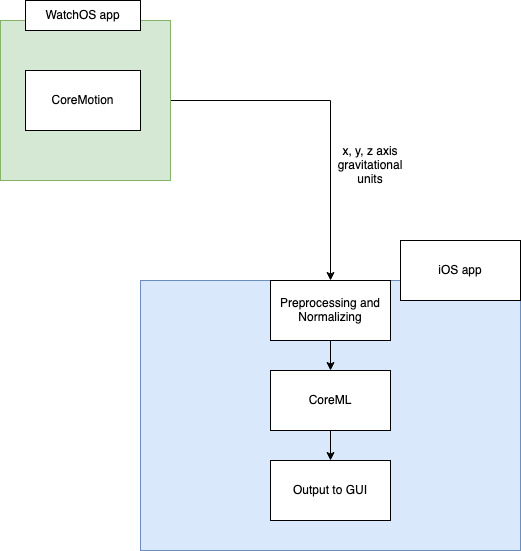 WatchOS app
CoreMotion
x, y, z axis
gravitational
units
iOS app
Preprocessing and
Normalizing
CoreML
Output to GUI